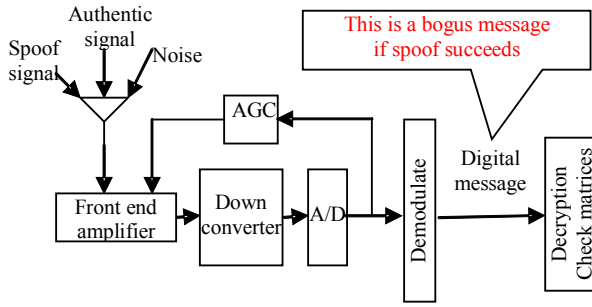 Authentic
signal
Spoof
signal
Noise
This is a bogus message
if spoof succeeds
AGC
Front end
amplifier
Down
converter
A/D
Demodulate
Digital
message
Decryption
Check matrices